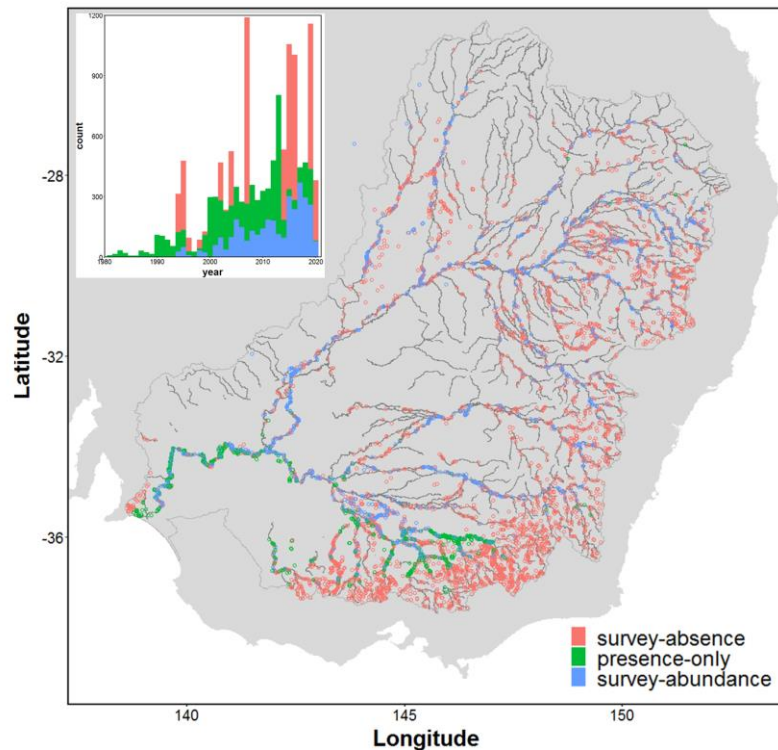 1200
900
600
300
0
count
1980 1990 2000 2010 2020
year
-28
-32
-36
Latitude
survey-absence
presence-only
survey-abundance
140 145 150
Longitude